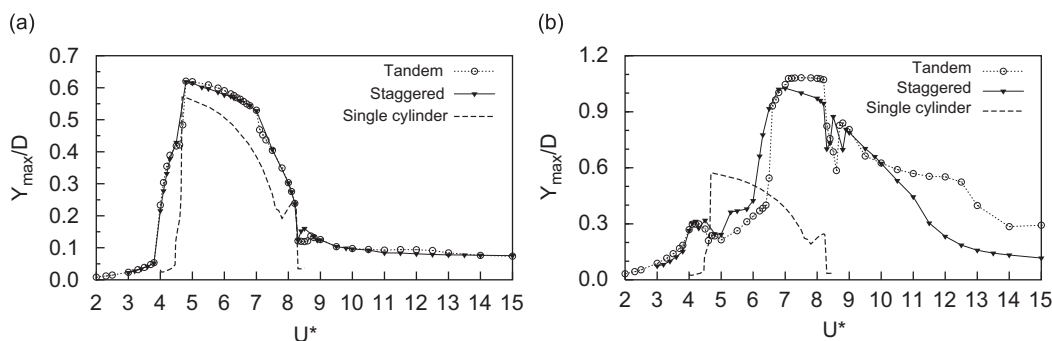 (a)
Y_max/D
0.7
0.6
0.5
0.4
0.3
0.2
0.1
0.0
Tandem
Staggered
Single cylinder
2 3 4 5 6 7 8 9 10 11 12 13 14 15
U*
(b)
Y_max/D
1.2
0.9
0.6
0.3
0.0
Tandem
Staggered
Single cylinder
2 3 4 5 6 7 8 9 10 11 12 13 14 15
U*